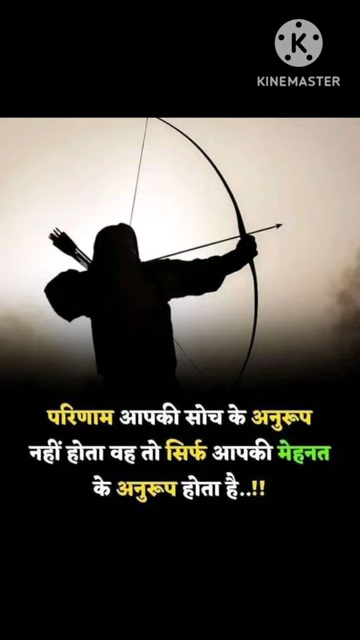 KINEMASTER
परिणाम आपकी सोच के अनुरूप
नहीं होता वह तो सिर्फ आपकी मेहनत
के अनुरूप होता है..!!